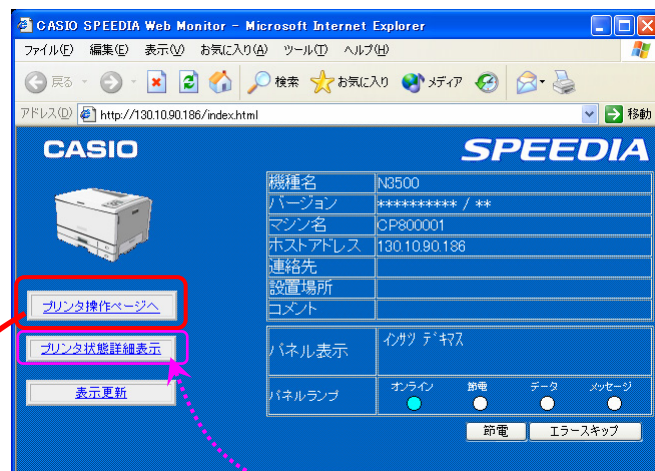 CASIO SPEEDIA Web Monitor - Microsoft Internet Explorer
ファイル(F) 編集(E) 表示(V) お気に入り(A) ツール(T) ヘルプ(H)
戻る 検索 お気に入り メディア
アドレス(D) http://130.10.90.186/index.html 移動
CASIO SPEEDIA
機種名 N3500
バージョン ********** / **
マシン名 CP800001
ホストアドレス 130.10.90.186
連絡先
設置場所
コメント
プリンタ操作ページへ
プリンタ状態詳細表示
表示更新
パネル表示 インサツ デキマス
パネルランプ オンライン 節電 データ メッセージ
節電 エラースキップ